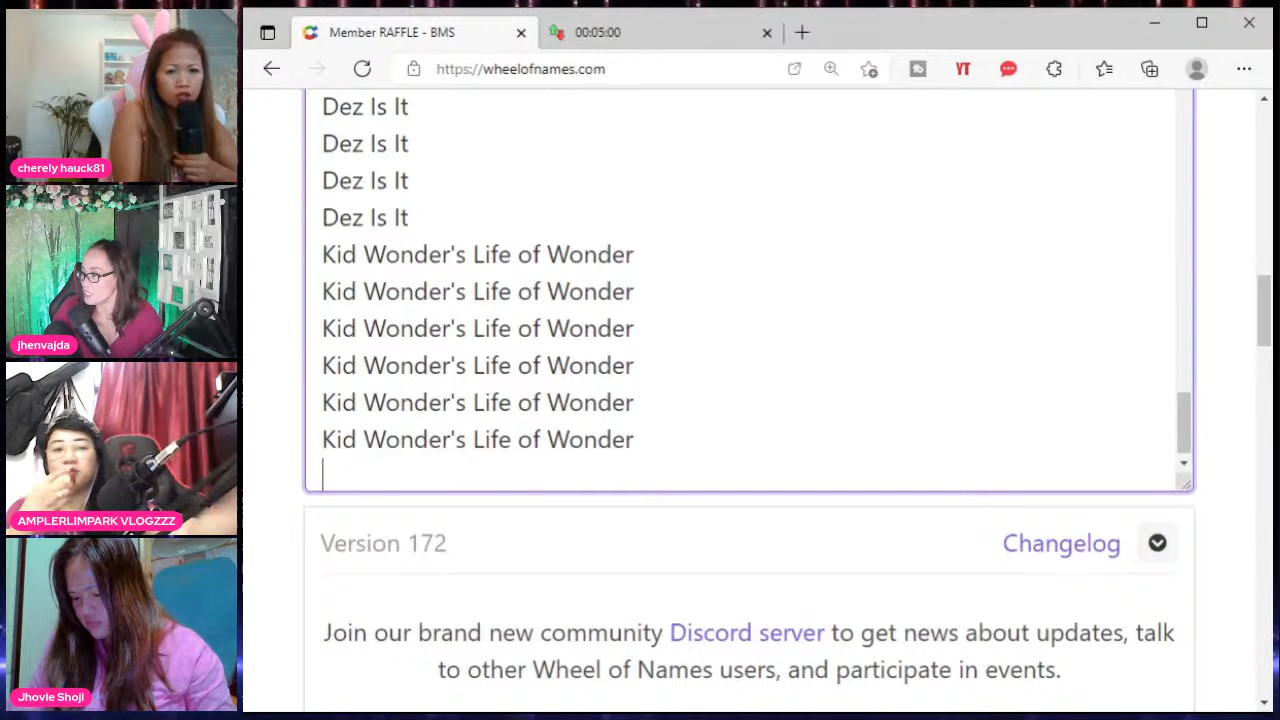 cherely hauck81
jhenvajda
AMPLERLIMPARK VLOGZZZ
Jhovie Shoji
Member RAFFLE - BMS
00:05:00
https://wheelofnames.com
YT
Dez Is It
Dez Is It
Dez Is It
Dez Is It
Kid Wonder's Life of Wonder
Kid Wonder's Life of Wonder
Kid Wonder's Life of Wonder
Kid Wonder's Life of Wonder
Kid Wonder's Life of Wonder
Kid Wonder's Life of Wonder
Version 172
Changelog
Join our brand new community Discord server to get news about updates, talk
to other Wheel of Names users, and participate in events.